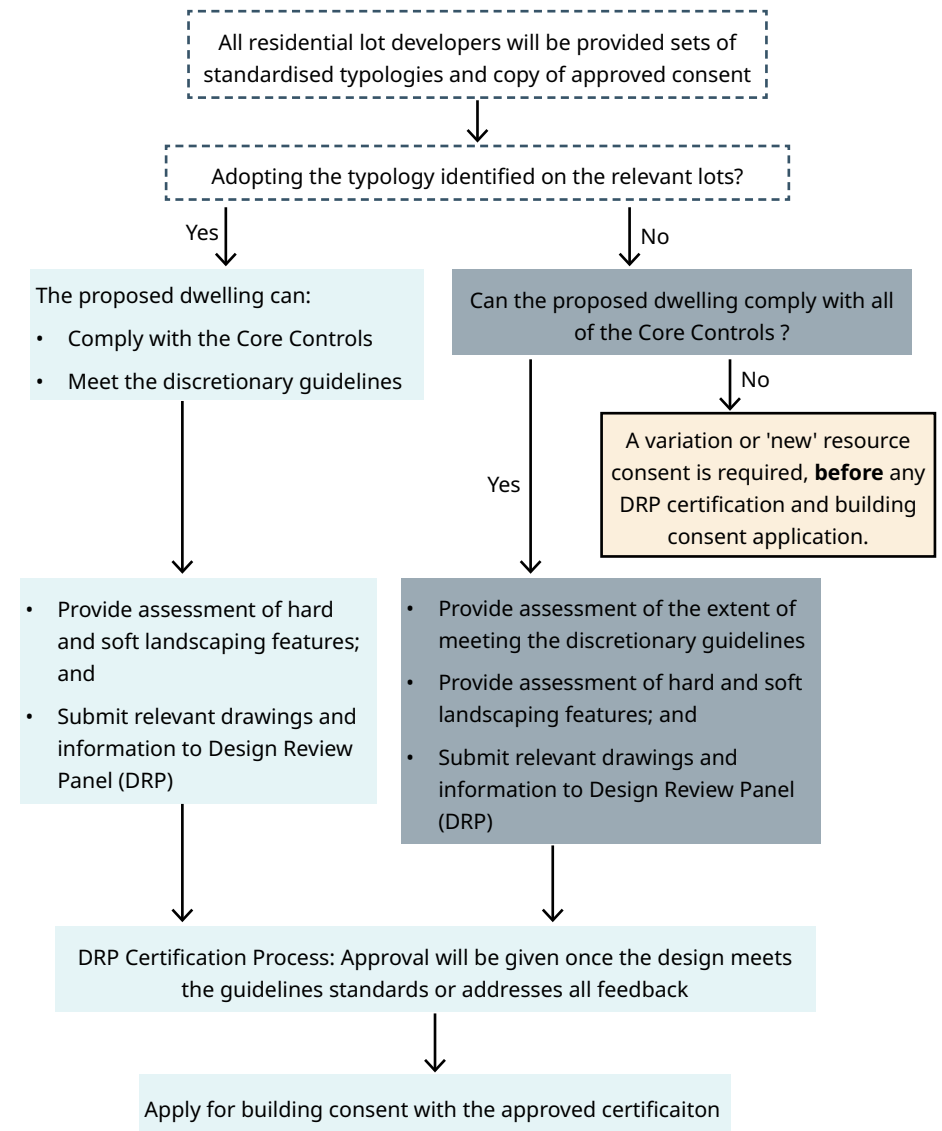 All residential lot developers will be provided sets of
standardised typologies and copy of approved consent
Adopting the typology identified on the relevant lots?
Yes
No
The proposed dwelling can:
• Comply with the Core Controls
• Meet the discretionary guidelines
Can the proposed dwelling comply with all
of the Core Controls ?
No
A variation or 'new' resource
consent is required, before any
DRP certification and building
consent application.
Yes
• Provide assessment of hard
and soft landscaping features;
and
• Submit relevant drawings and
information to Design Review
Panel (DRP)
• Provide assessment of the extent of
meeting the discretionary guidelines
• Provide assessment of hard and soft
landscaping features; and
• Submit relevant drawings and
information to Design Review Panel
(DRP)
DRP Certification Process: Approval will be given once the design meets
the guidelines standards or addresses all feedback
Apply for building consent with the approved certificaiton